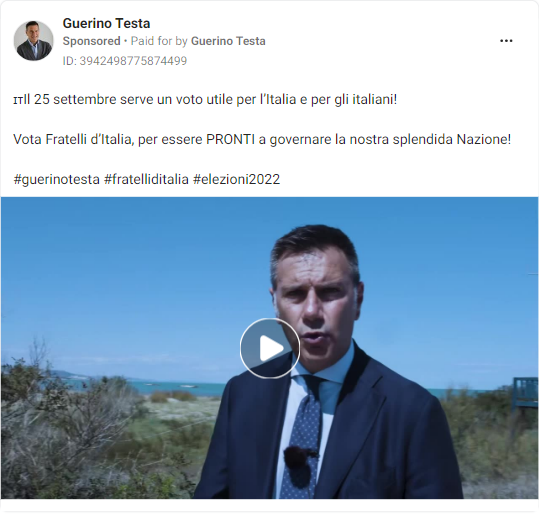 Guerino Testa
Sponsored • Paid for by Guerino Testa
ID: 3942498775874499
ɪᴛIl 25 settembre serve un voto utile per l’Italia e per gli italiani!
Vota Fratelli d’Italia, per essere PRONTI a governare la nostra splendida Nazione!
#guerinotesta #fratelliditalia #elezioni2022